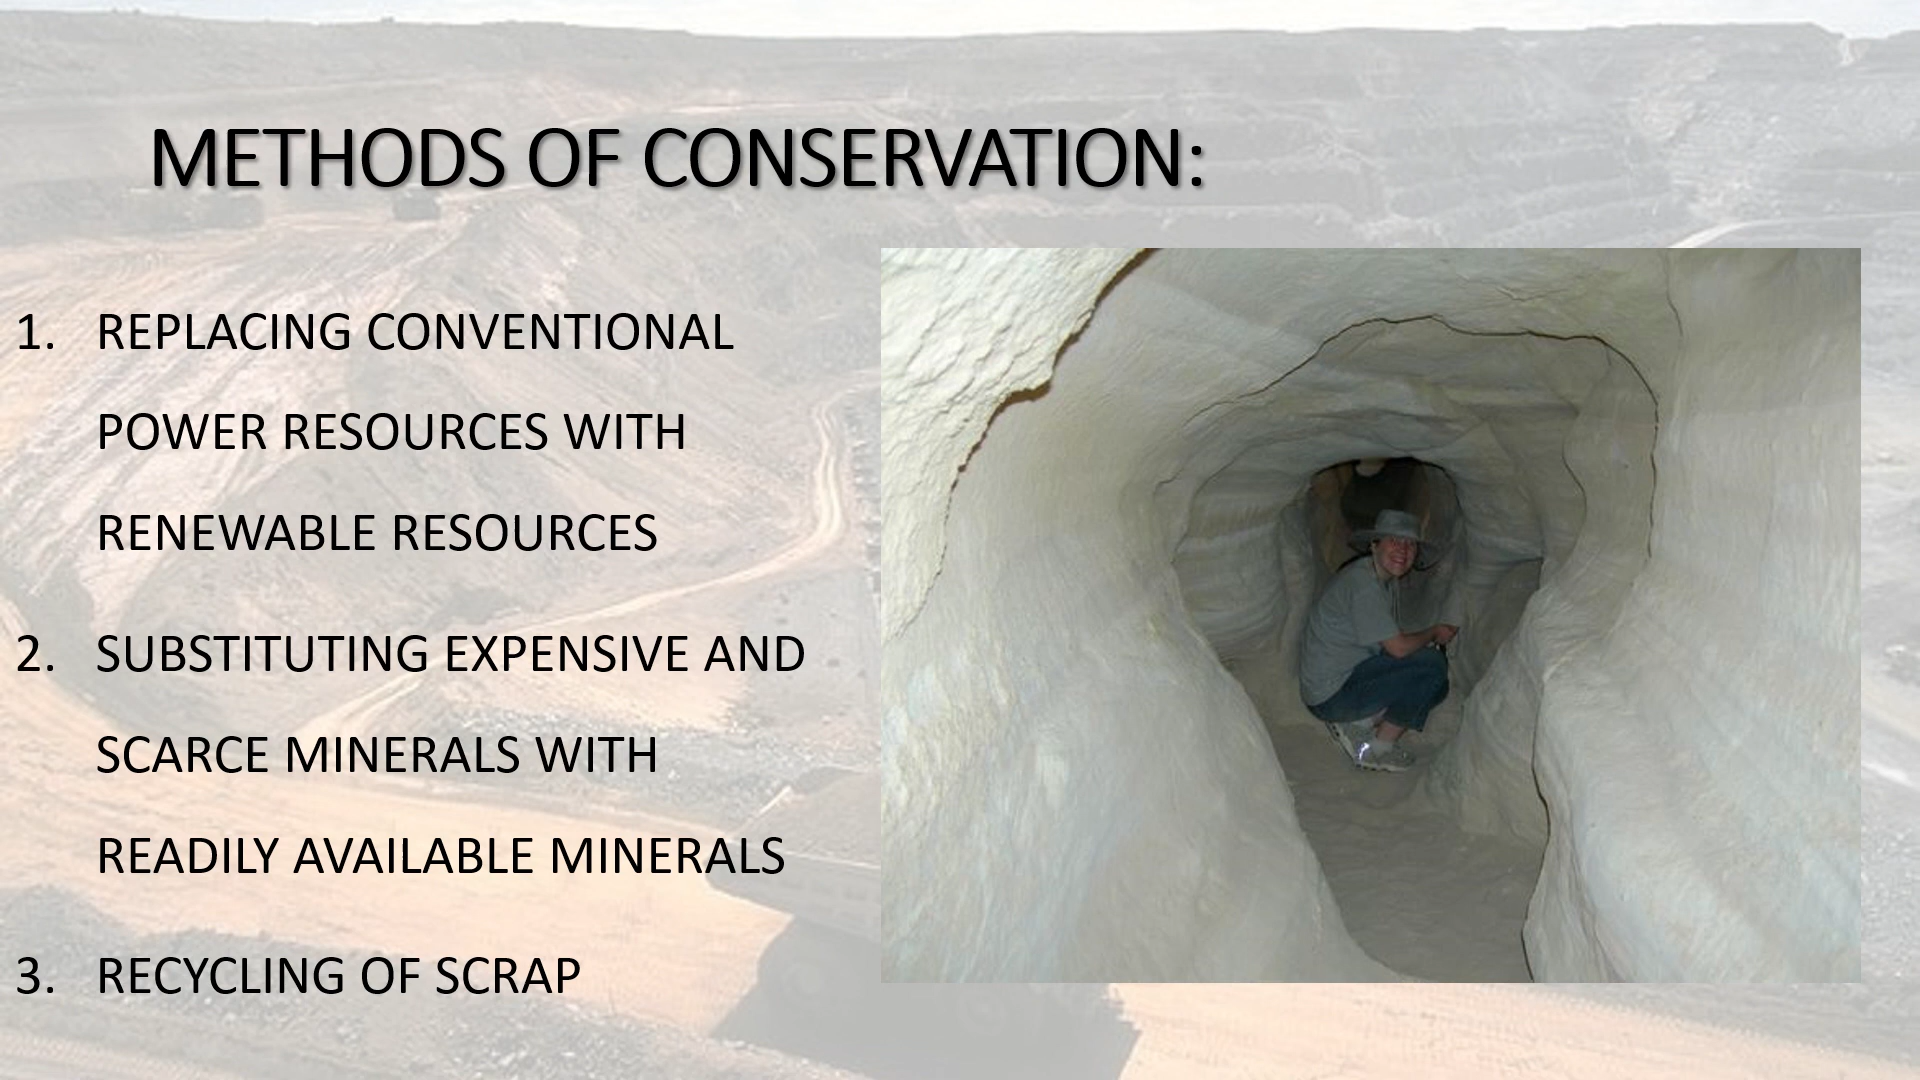 METHODS OF CONSERVATION:
1. REPLACING CONVENTIONAL
POWER RESOURCES WITH
RENEWABLE RESOURCES
2. SUBSTITUTING EXPENSIVE AND
SCARCE MINERALS WITH
READILY AVAILABLE MINERALS
3. RECYCLING OF SCRAP